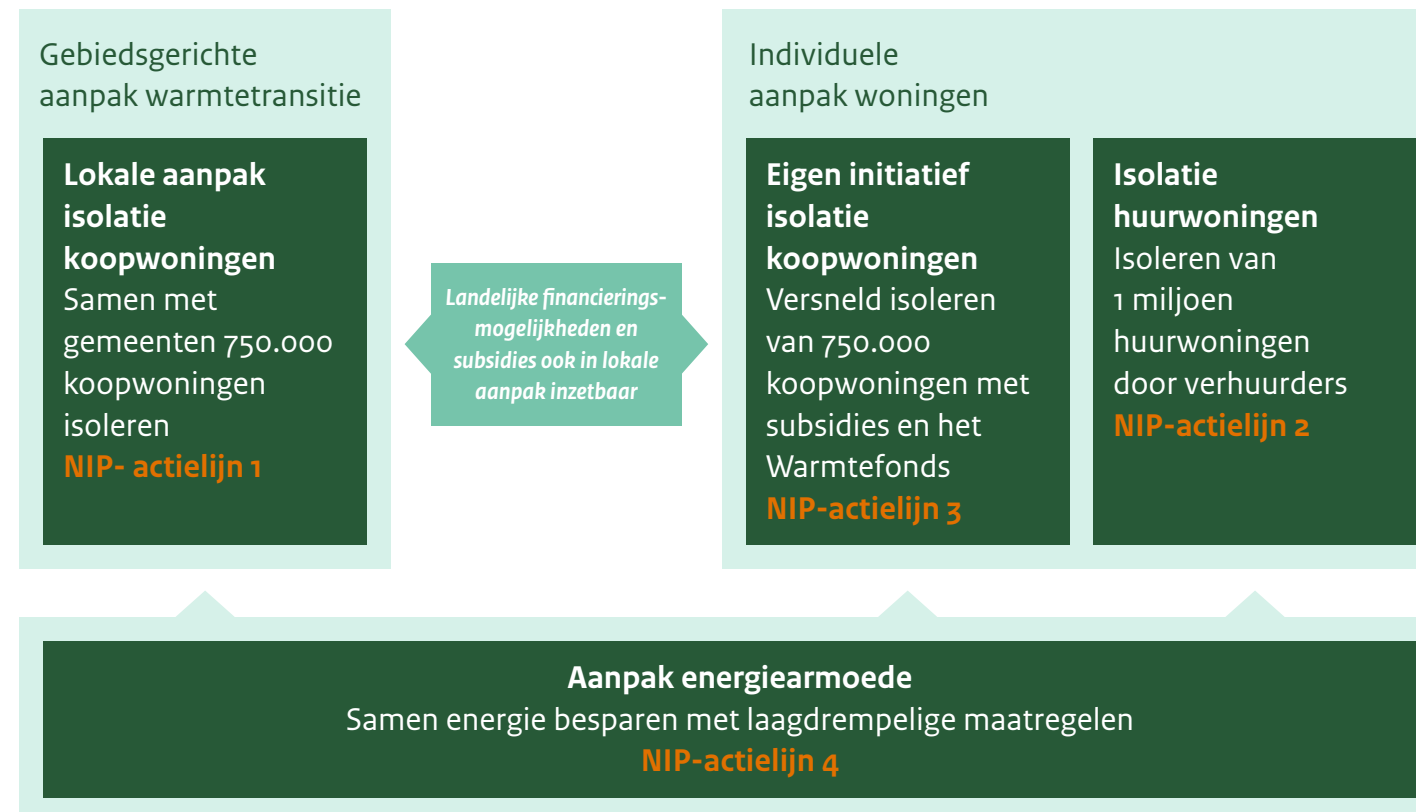 Gebiedsgerichte
aanpak warmtetransitie
Lokale aanpak
isolatie
koopwoningen
Samen met
gemeenten 750.000
koopwoningen
isoleren
NIP- actielijn 1
Landelijke financierings-
mogelijkheden en
subsidies ook in lokale
aanpak inzetbaar
Individuele
aanpak woningen
Eigen initiatief
isolatie
koopwoningen
Versneld isoleren
van 750.000
koopwoningen met
subsidies en het
Warmtefonds
NIP-actielijn 3
Isolatie
huurwoningen
Isoleren van
1 miljoen
huurwoningen
door verhuurders
NIP-actielijn 2
Aanpak energiearmoede
Samen energie besparen met laagdrempelige maatregelen
NIP-actielijn 4